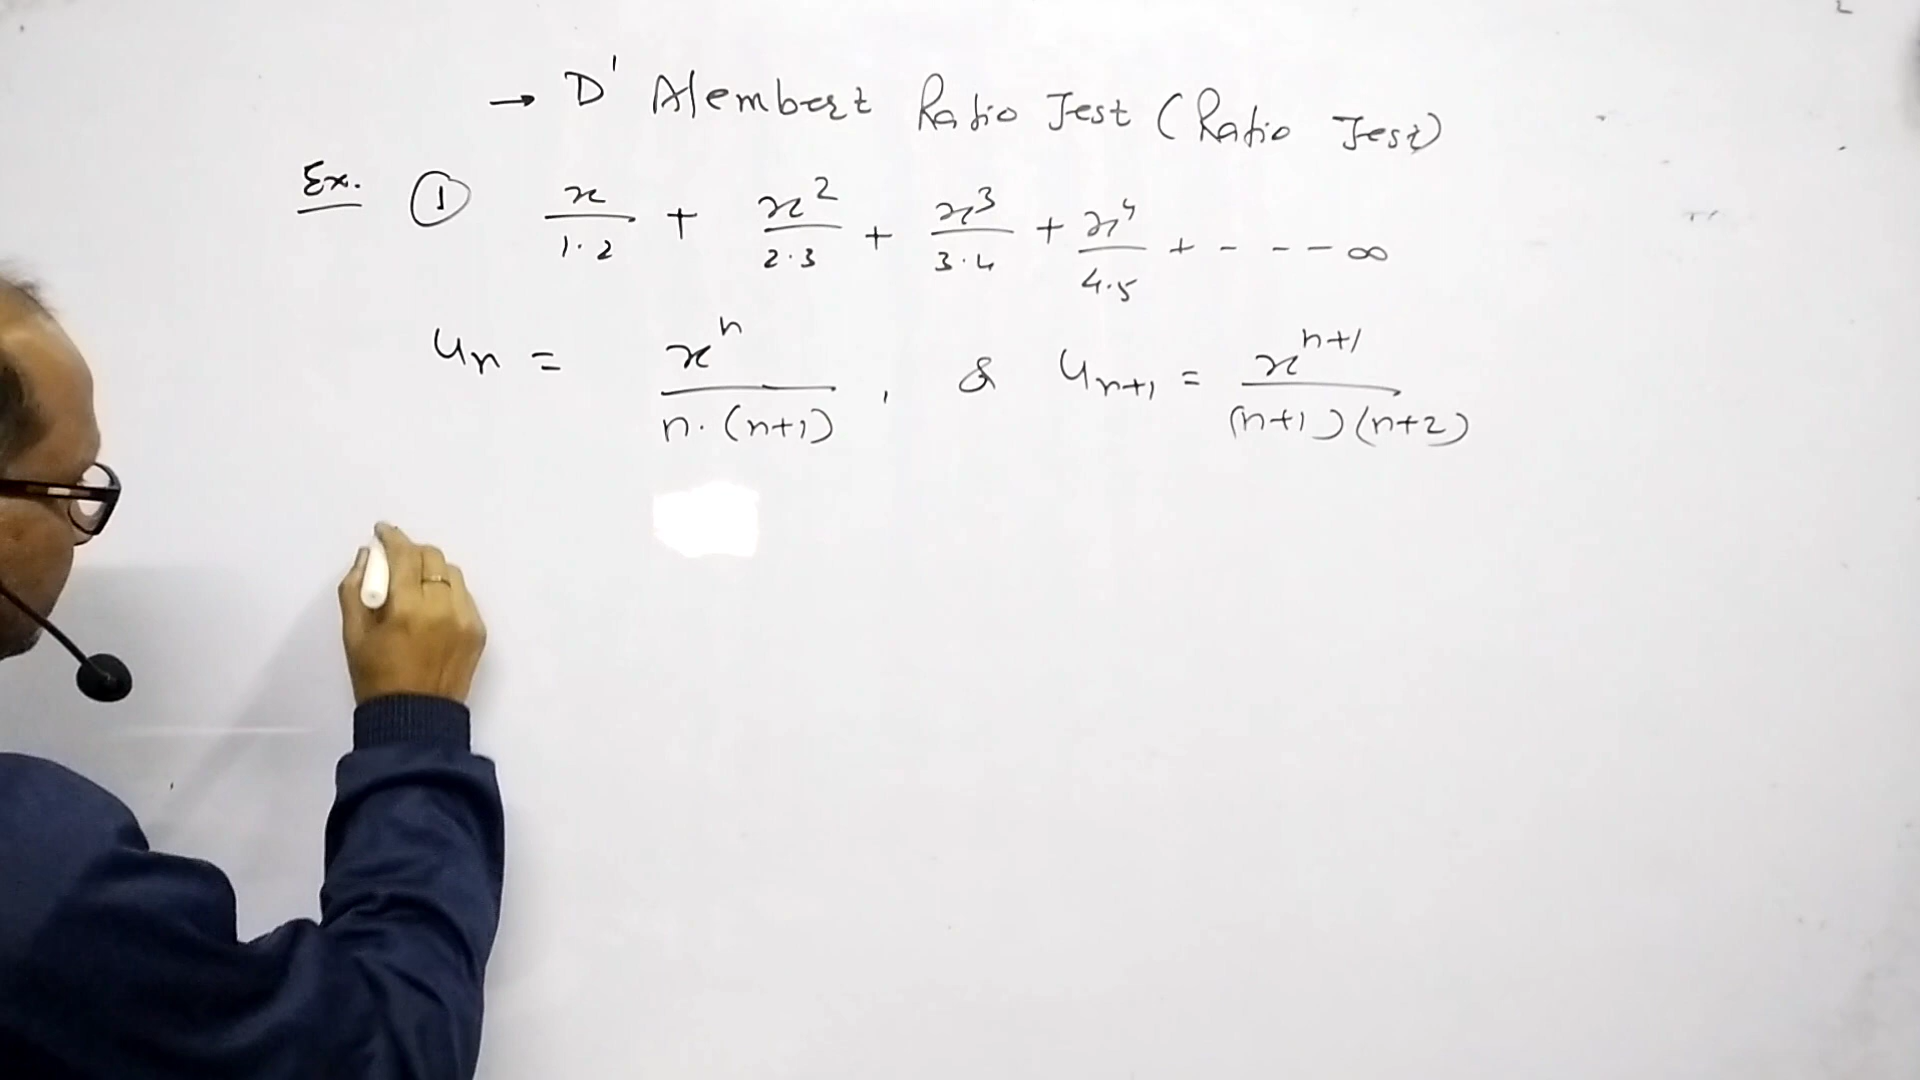 → D' Alembert Ratio Test (Ratio Test)
Ex. ① x/1·2 + x²/2·3 + x³/3·4 + x⁴/4·5 + - - - ∞
uₙ = xⁿ/n·(n+1) , & uₙ₊₁ = xⁿ⁺¹/(n+1)(n+2)